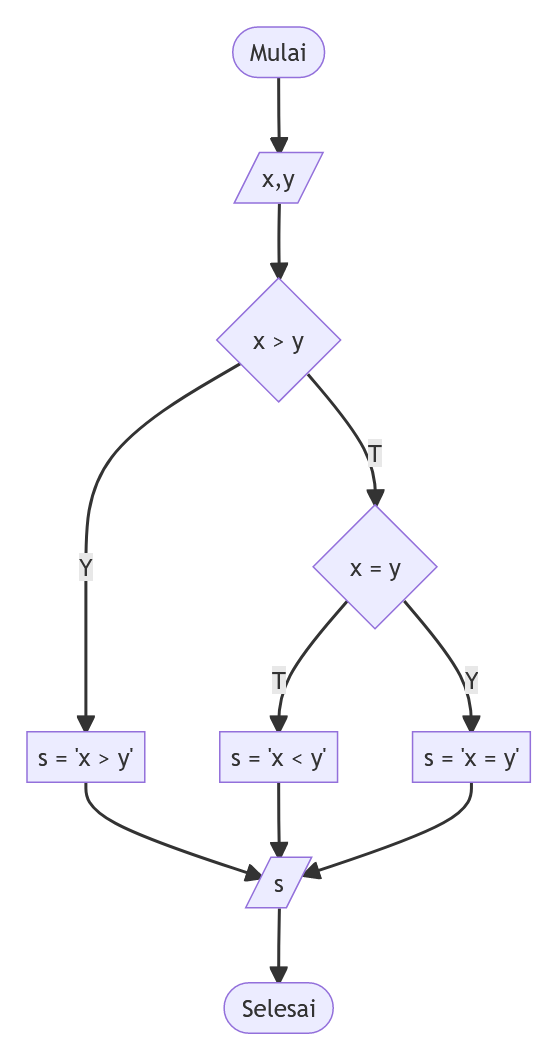 Mulai
x,y
x > y
T
Y
x = y
T
Y
s = 'x > y'
s = 'x < y'
s = 'x = y'
s
Selesai